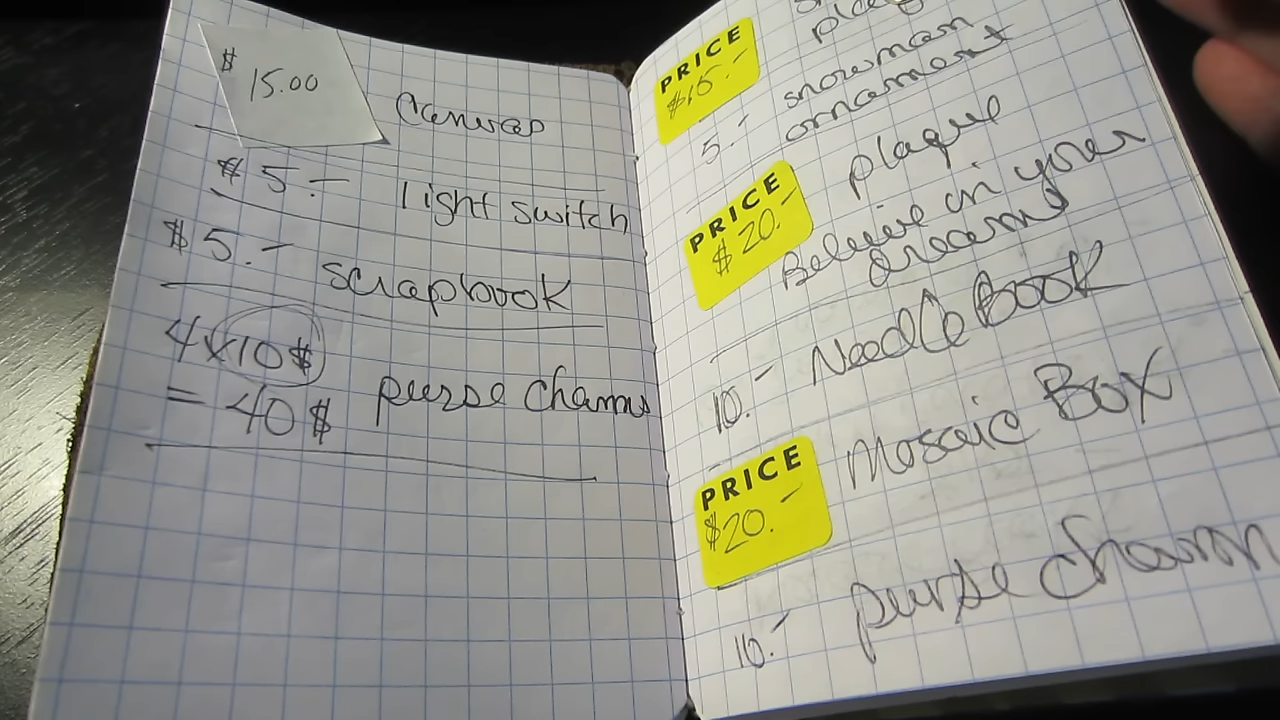 $ 15.00 Canvas
$ 5.- light switch
$ 5.- scrapbook
4x10$
= 40 $ purse charms
PRICE
$15.-
5.- snowman
ornament
PRICE
$ 20.-
plaque
Believe in your
dreams
10.- Needle Book
PRICE
$20.-
Mosaic Box
10.- purse charm